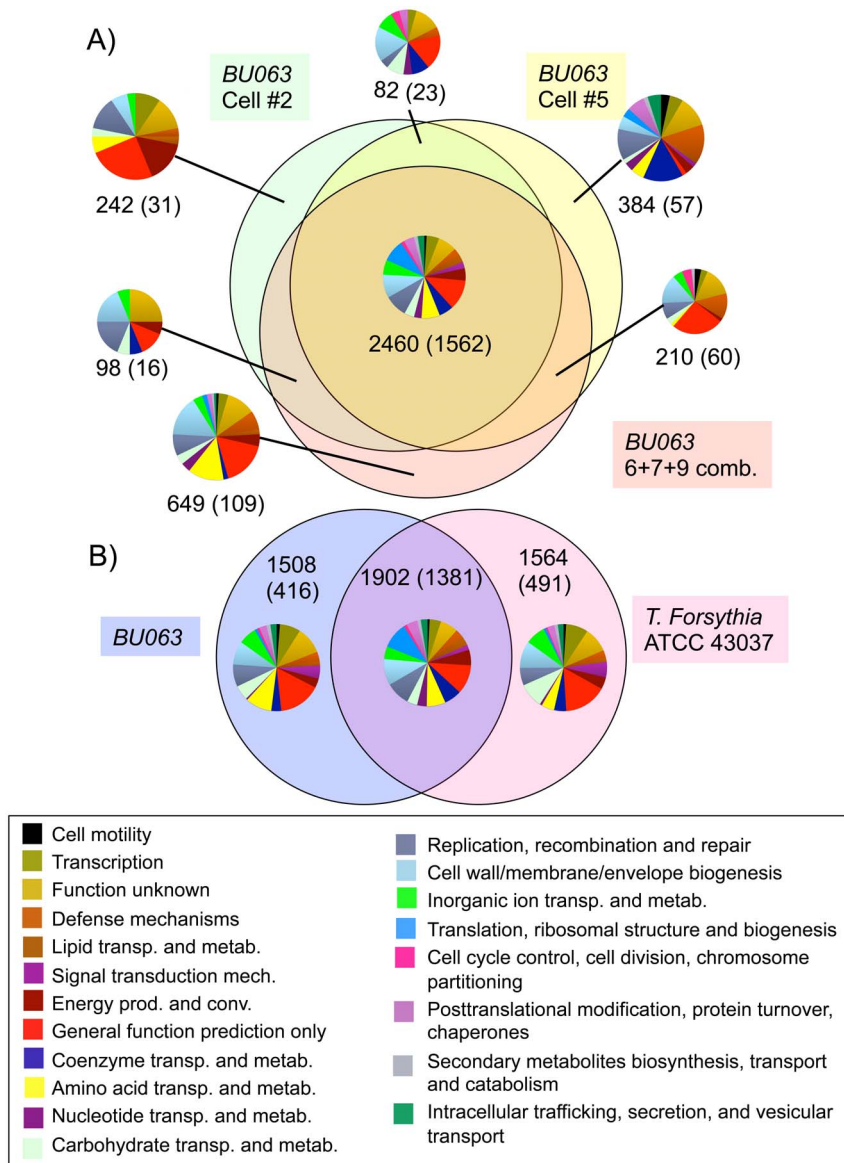 A)
BU063
Cell #2
82 (23)
BU063
Cell #5
242 (31)
384 (57)
2460 (1562)
98 (16)
210 (60)
649 (109)
BU063
6+7+9 comb.
B)
1508
(416)
1902 (1381)
1564
(491)
BU063
T. Forsythia
ATCC 43037
Cell motility
Transcription
Function unknown
Defense mechanisms
Lipid transp. and metab.
Signal transduction mech.
Energy prod. and conv.
General function prediction only
Coenzyme transp. and metab.
Amino acid transp. and metab.
Nucleotide transp. and metab.
Carbohydrate transp. and metab.
Replication, recombination and repair
Cell wall/membrane/envelope biogenesis
Inorganic ion transp. and metab.
Translation, ribosomal structure and biogenesis
Cell cycle control, cell division, chromosome
partitioning
Posttranslational modification, protein turnover,
chaperones
Secondary metabolites biosynthesis, transport
and catabolism
Intracellular trafficking, secretion, and vesicular
transport